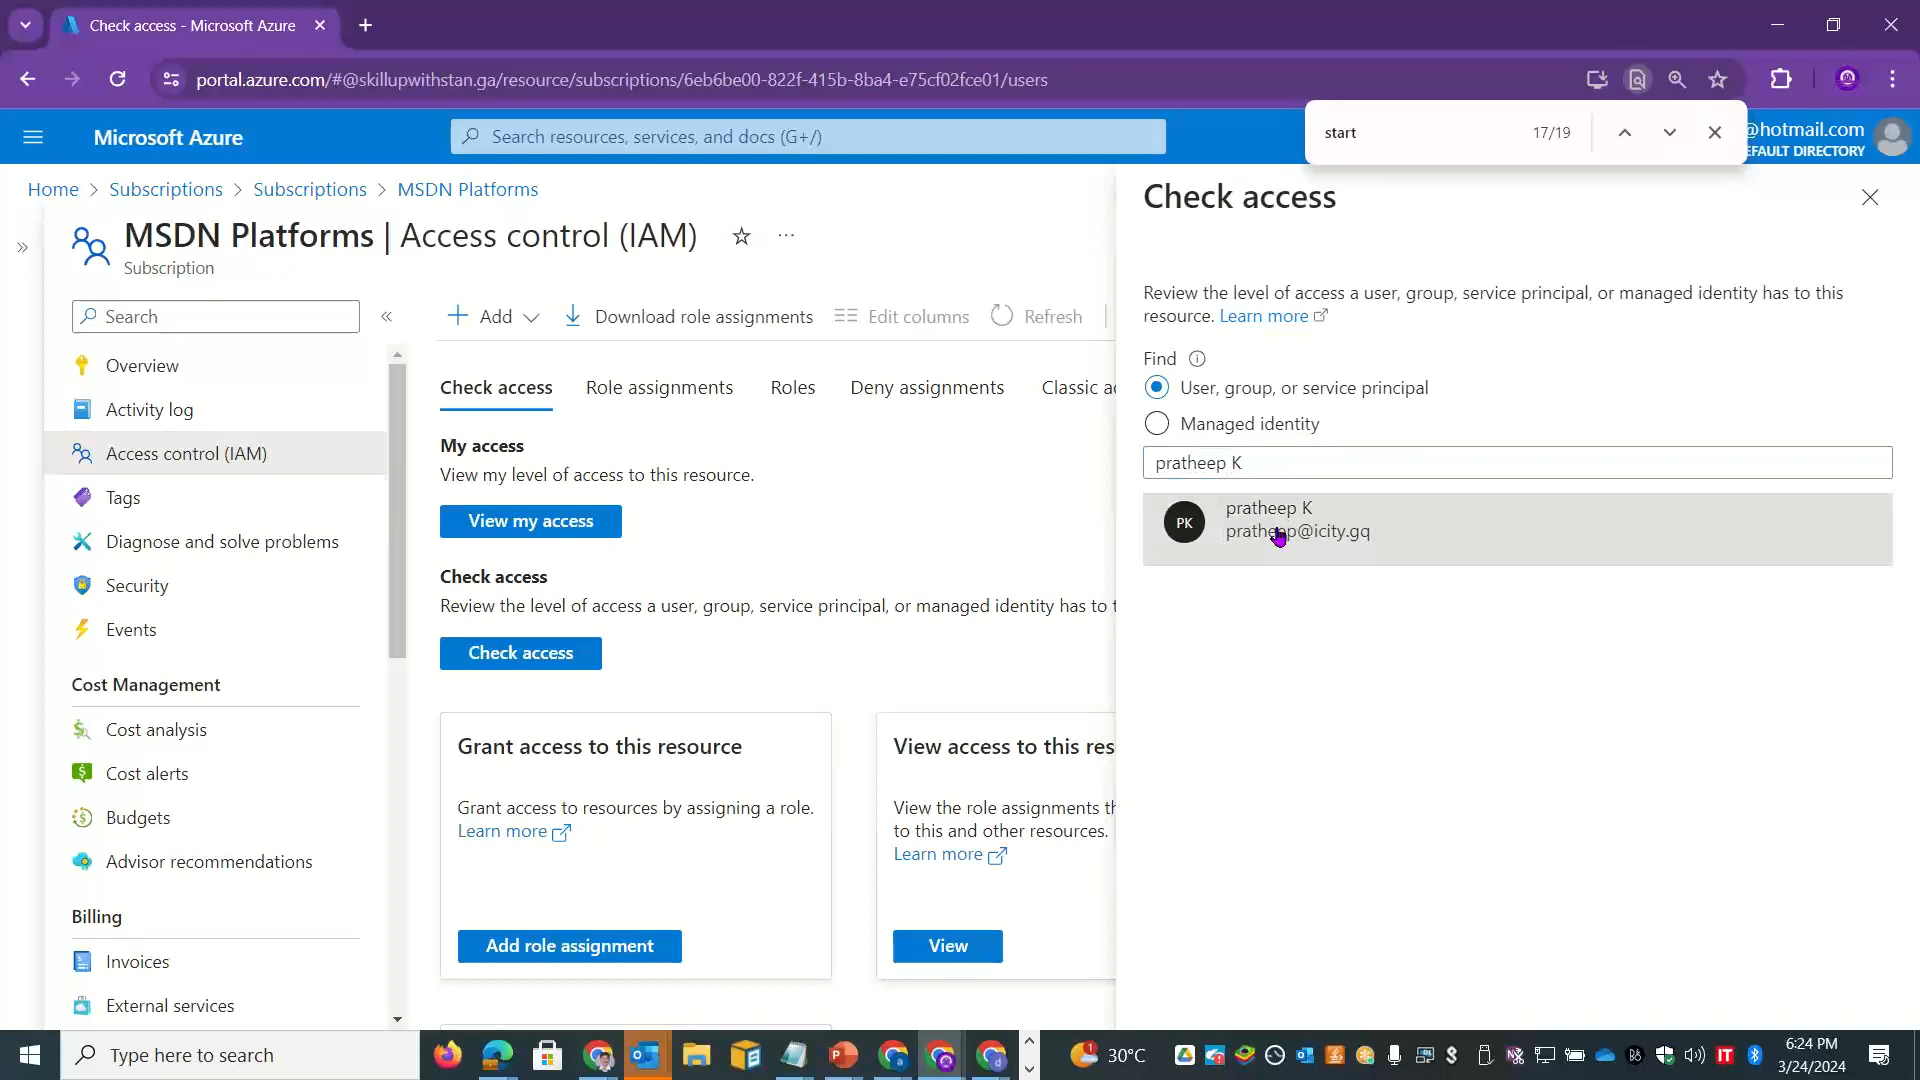 Check access - Microsoft Azure
portal.azure.com/#@skillupwithstan.ga/resource/subscriptions/6eb6be00-822f-415b-8ba4-e75cf02fce01/users
start 17/19
Microsoft Azure
Search resources, services, and docs (G+/)
@hotmail.com
EFAULT DIRECTORY
Home > Subscriptions > Subscriptions > MSDN Platforms
MSDN Platforms | Access control (IAM)
Subscription
Search
Overview
Activity log
Access control (IAM)
Tags
Diagnose and solve problems
Security
Events
Cost Management
Cost analysis
Cost alerts
Budgets
Advisor recommendations
Billing
Invoices
External services
Add
Download role assignments
Edit columns
Refresh
Check access
Role assignments
Roles
Deny assignments
Classic a
My access
View my level of access to this resource.
View my access
Check access
Review the level of access a user, group, service principal, or managed identity has to t
Check access
Grant access to this resource
Grant access to resources by assigning a role.
Learn more
Add role assignment
View access to this res
View the role assignments th
to this and other resources.
Learn more
View
Check access
Review the level of access a user, group, service principal, or managed identity has to this
resource. Learn more
Find
User, group, or service principal
Managed identity
pratheep K
PK
pratheep K
pratheep@icity.gq
Type here to search
30°C
IT
6:24 PM
3/24/2024